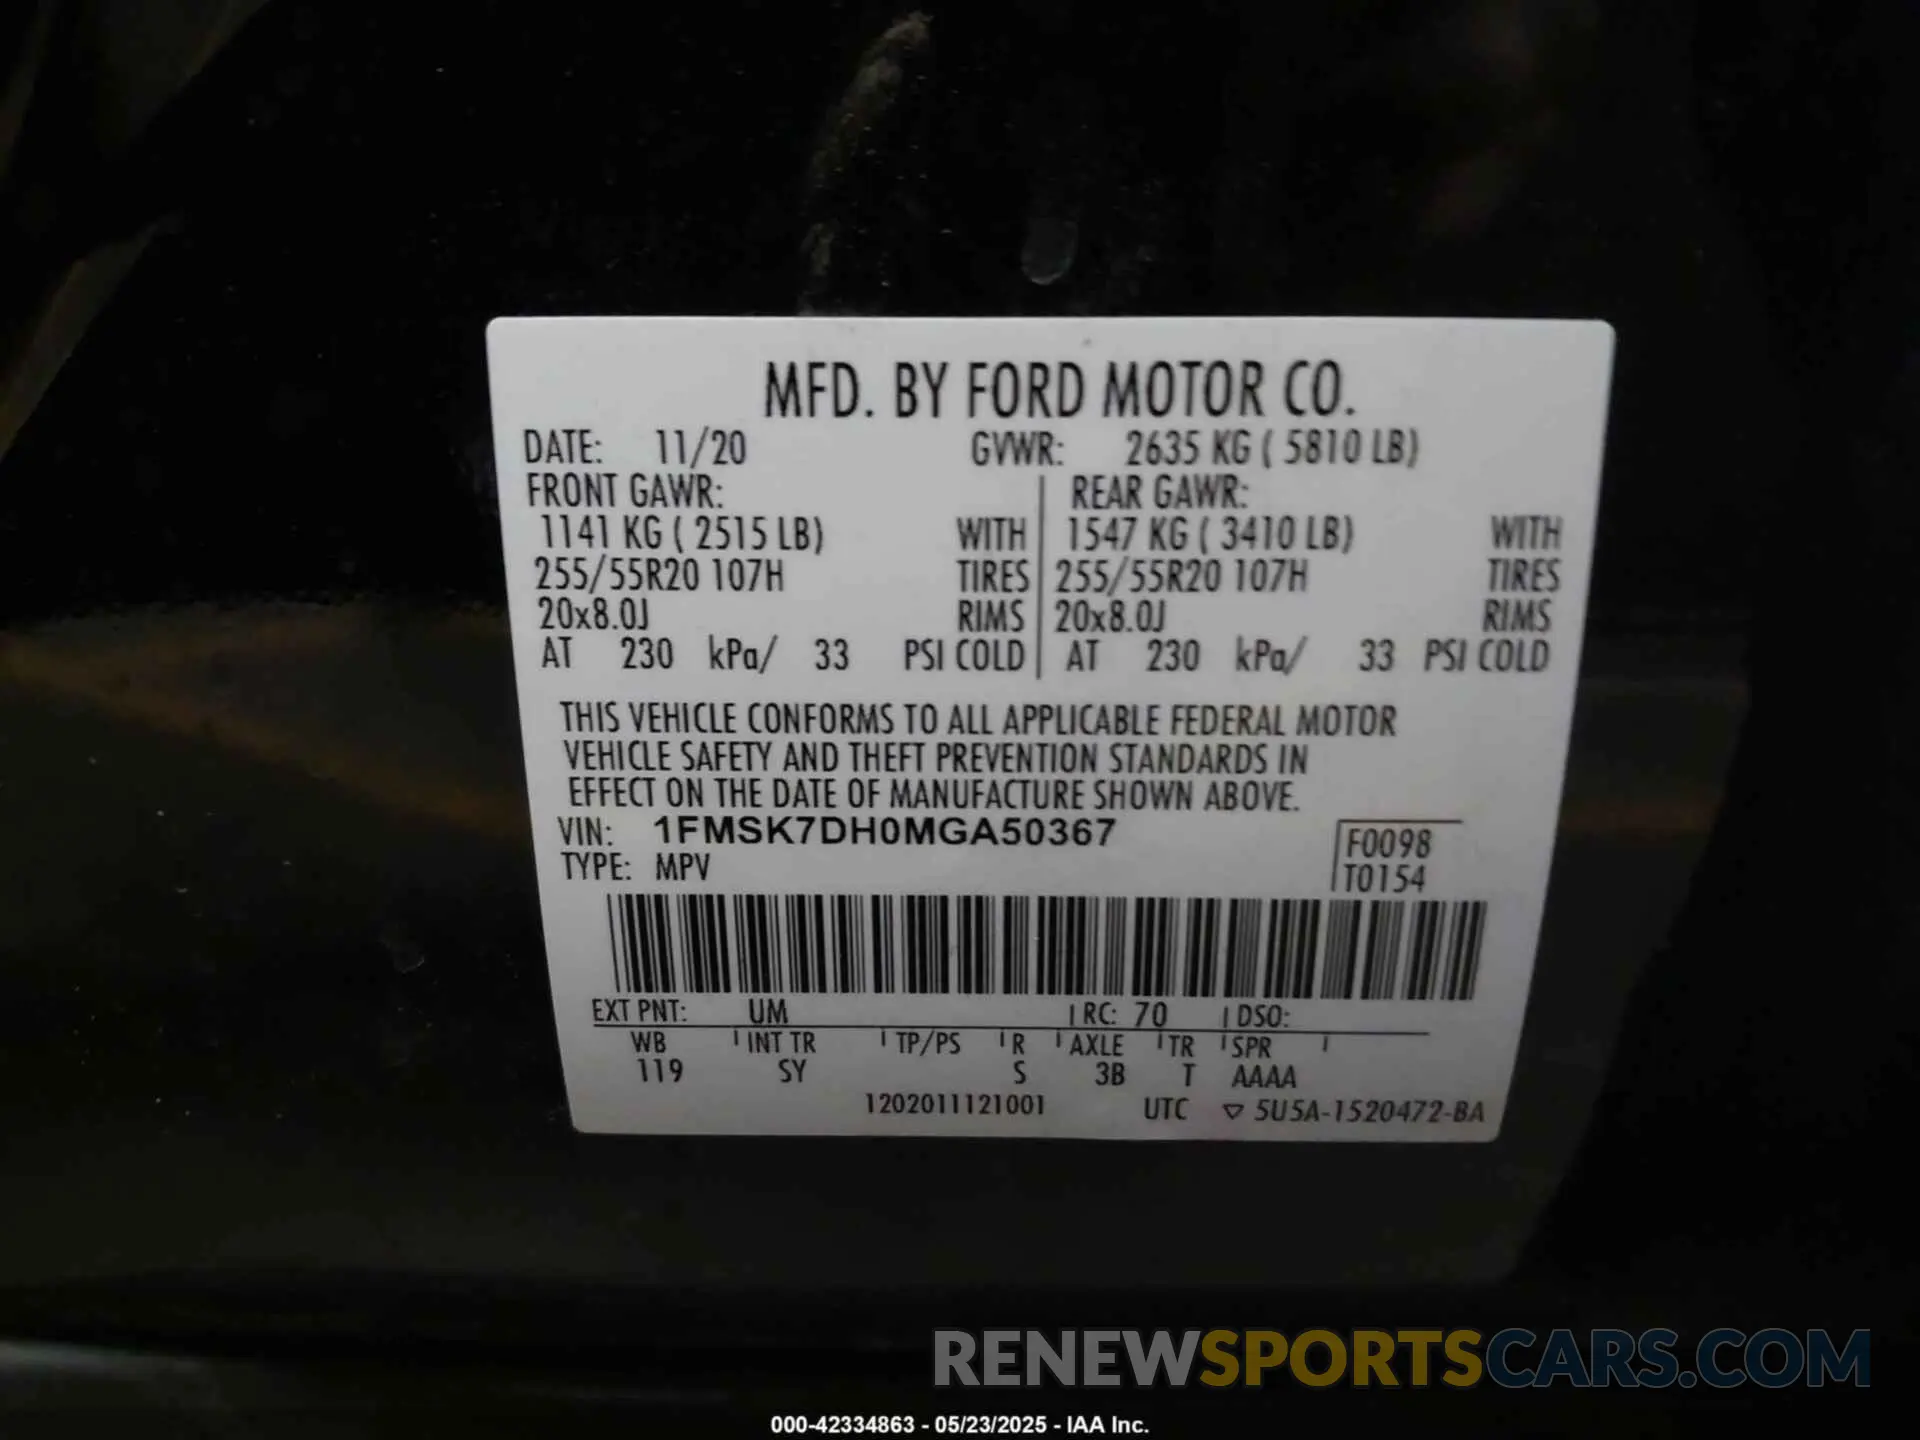 MFD. BY FORD MOTOR CO.
DATE: 11/20 GVWR: 2635 KG ( 5810 LB)
FRONT GAWR: REAR GAWR:
1141 KG ( 2515 LB) WITH 1547 KG ( 3410 LB) WITH
255/55R20 107H TIRES 255/55R20 107H TIRES
20x8.0J RIMS 20x8.0J RIMS
AT 230 kPa/ 33 PSI COLD AT 230 kPa/ 33 PSI COLD
THIS VEHICLE CONFORMS TO ALL APPLICABLE FEDERAL MOTOR
VEHICLE SAFETY AND THEFT PREVENTION STANDARDS IN
EFFECT ON THE DATE OF MANUFACTURE SHOWN ABOVE.
VIN: 1FMSK7DH0MGA50367 F0098
TYPE: MPV T0154
EXT PNT: UM RC: 70 DSO:
WB INT TR TP/PS R AXLE TR SPR
119 SY S 3B T AAAA
1202011121001 UTC ▽ 5U5A-1520472-BA
RENEWSPORTSCARS.COM
000-42334863 - 05/23/2025 - IAA Inc.